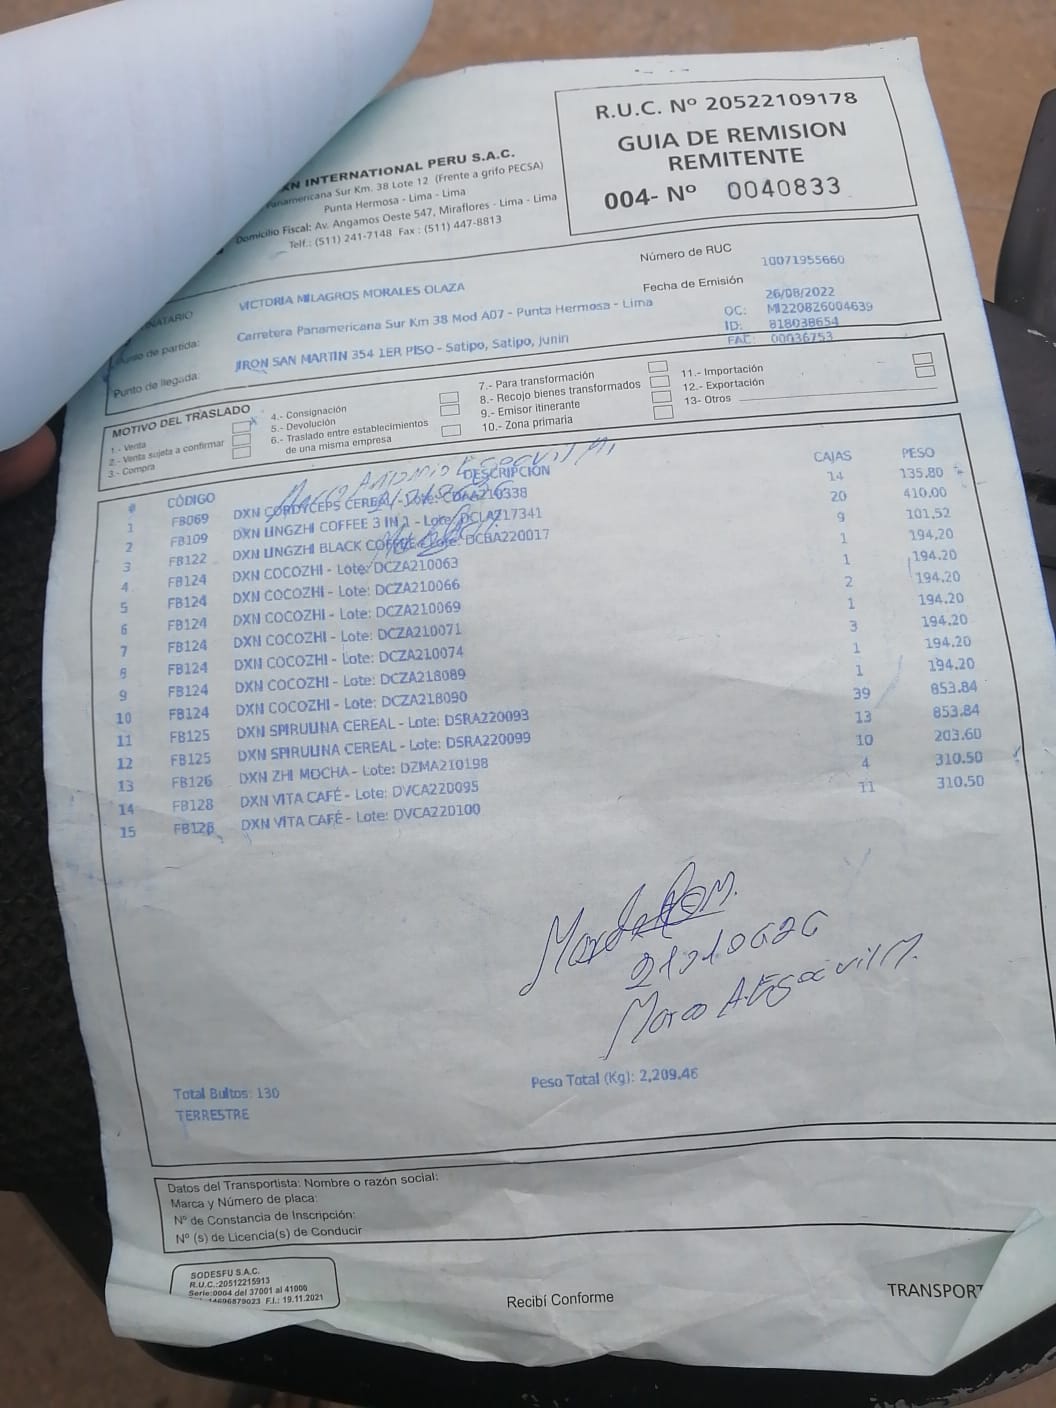 R.U.C. Nº 20522109178
GUIA DE REMISION
REMITENTE
004- Nº 0040833
XN INTERNATIONAL PERU S.A.C.
Panamericana Sur Km. 38 Lote 12 (Frente a grifo PECSA)
Punta Hermosa - Lima - Lima
Domicilio Fiscal: Av. Angamos Oeste 547, Miraflores - Lima - Lima
Telf.: (511) 241-7148 Fax : (511) 447-8813
NATARIO VICTORIA MILAGROS MORALES OLAZA Número de RUC 10071955660
Fecha de Emisión 26/08/2022
Punto de partida: Carretera Panamericana Sur Km 38 Mod A07 - Punta Hermosa - Lima OC: MI220826004639
ID: 818038654
Punto de llegada: JIRON SAN MARTIN 354 1ER PISO - Satipo, Satipo, Junin FAC: 00036753
MOTIVO DEL TRASLADO
1.- Venta X
2.- Venta sujeta a confirmar
3.- Compra
4.- Consignación
5.- Devolución
6.- Traslado entre establecimientos
de una misma empresa
7.- Para transformación
8.- Recojo bienes transformados
9.- Emisor itinerante
10.- Zona primaria
11.- Importación
12.- Exportación
13- Otros
# CÓDIGO DESCRIPCIÓN CAJAS PESO
1 FB069 DXN CORDYCEPS CEREAL - Lote: CDAA210338 14 135.80
2 FB109 DXN LINGZHI COFFEE 3 IN 1 - Lote: DCLA217341 20 410.00
3 FB122 DXN LINGZHI BLACK COFFEE - Lote: DCBA220017 9 101.52
4 FB124 DXN COCOZHI - Lote: DCZA210063 1 194.20
5 FB124 DXN COCOZHI - Lote: DCZA210066 1 194.20
6 FB124 DXN COCOZHI - Lote: DCZA210069 2 194.20
7 FB124 DXN COCOZHI - Lote: DCZA210071 1 194.20
8 FB124 DXN COCOZHI - Lote: DCZA210074 3 194.20
9 FB124 DXN COCOZHI - Lote: DCZA218089 1 194.20
10 FB124 DXN COCOZHI - Lote: DCZA218090 1 194.20
11 FB125 DXN SPIRULINA CEREAL - Lote: DSRA220093 39 853.84
12 FB125 DXN SPIRULINA CEREAL - Lote: DSRA220099 13 853.84
13 FB126 DXN ZHI MOCHA - Lote: DZMA210198 10 203.60
14 FB128 DXN VITA CAFÉ - Lote: DVCA220095 4 310.50
15 FB128 DXN VITA CAFÉ - Lote: DVCA220100 11 310.50
21010626
Marco A. Esocvil M.
Total Bultos: 130 Peso Total (Kg): 2,209.46
TERRESTRE
Datos del Transportista: Nombre o razón social:
Marca y Número de placa:
Nº de Constancia de Inscripción:
Nº (s) de Licencia(s) de Conducir
SODESFU S.A.C.
R.U.C.:20512215913
Serie:0004 del 37001 al 41000
14696879023 F.I.: 19.11.2021
Recibí Conforme
TRANSPORT